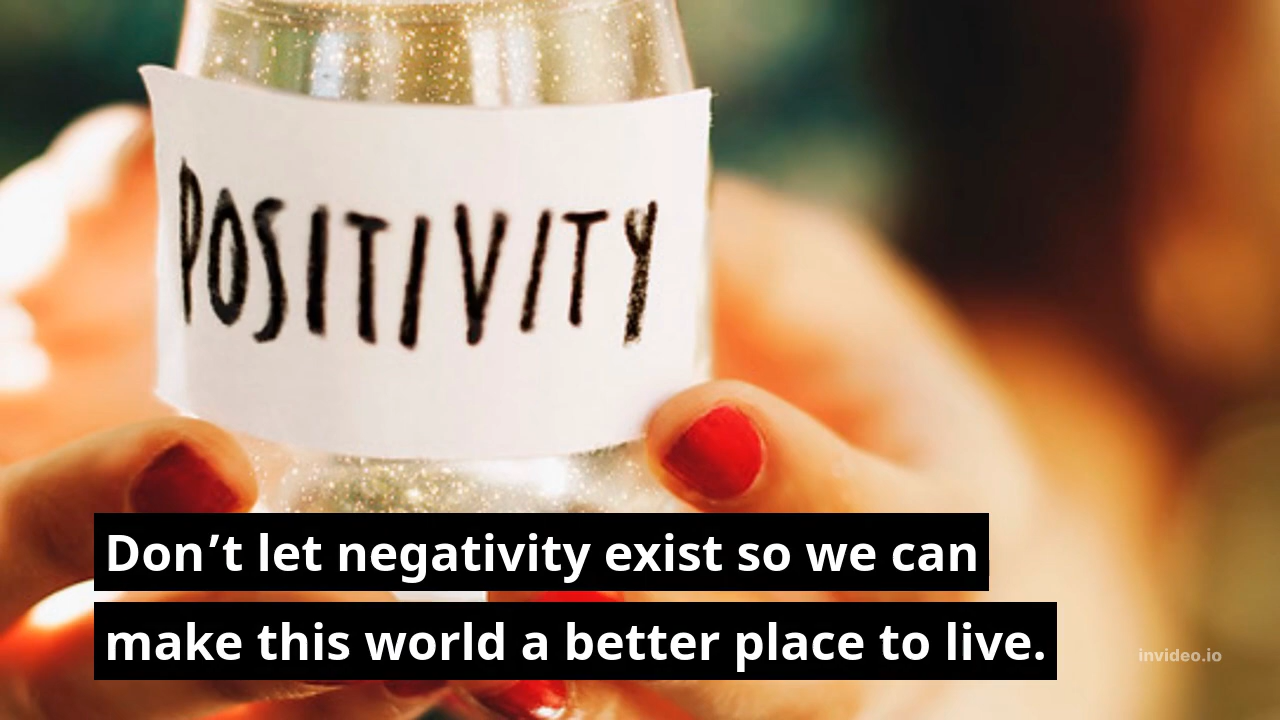 POSITIVITY
Don’t let negativity exist so we can
make this world a better place to live.
invideo.io